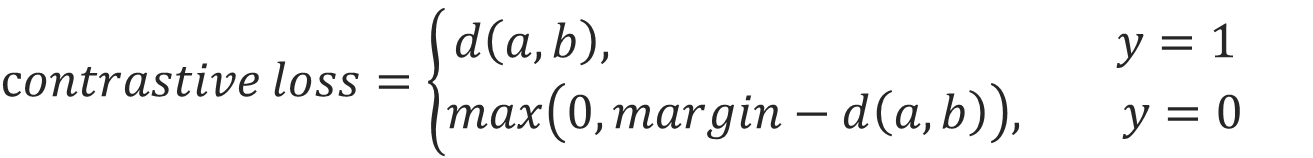 contrastive loss = { d(a, b), y = 1
max(0, margin − d(a, b)), y = 0